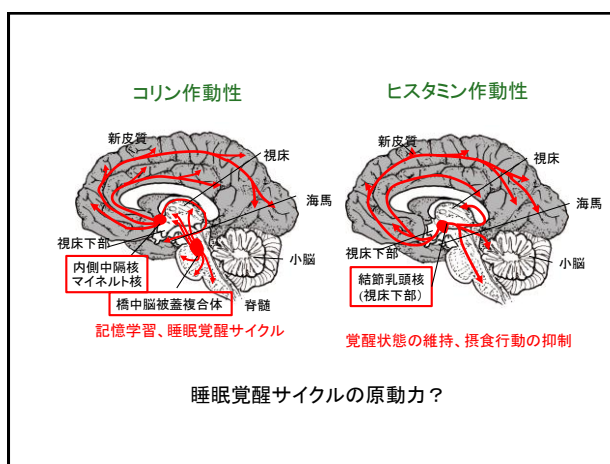 コリン作動性
新皮質
視床
海馬
視床下部
内側中隔核
マイネルト核
橋中脳被蓋複合体
脊髄
小脳
記憶学習、睡眠覚醒サイクル
ヒスタミン作動性
新皮質
視床
海馬
視床下部
結節乳頭核
(視床下部)
小脳
覚醒状態の維持、摂食行動の抑制
睡眠覚醒サイクルの原動力？